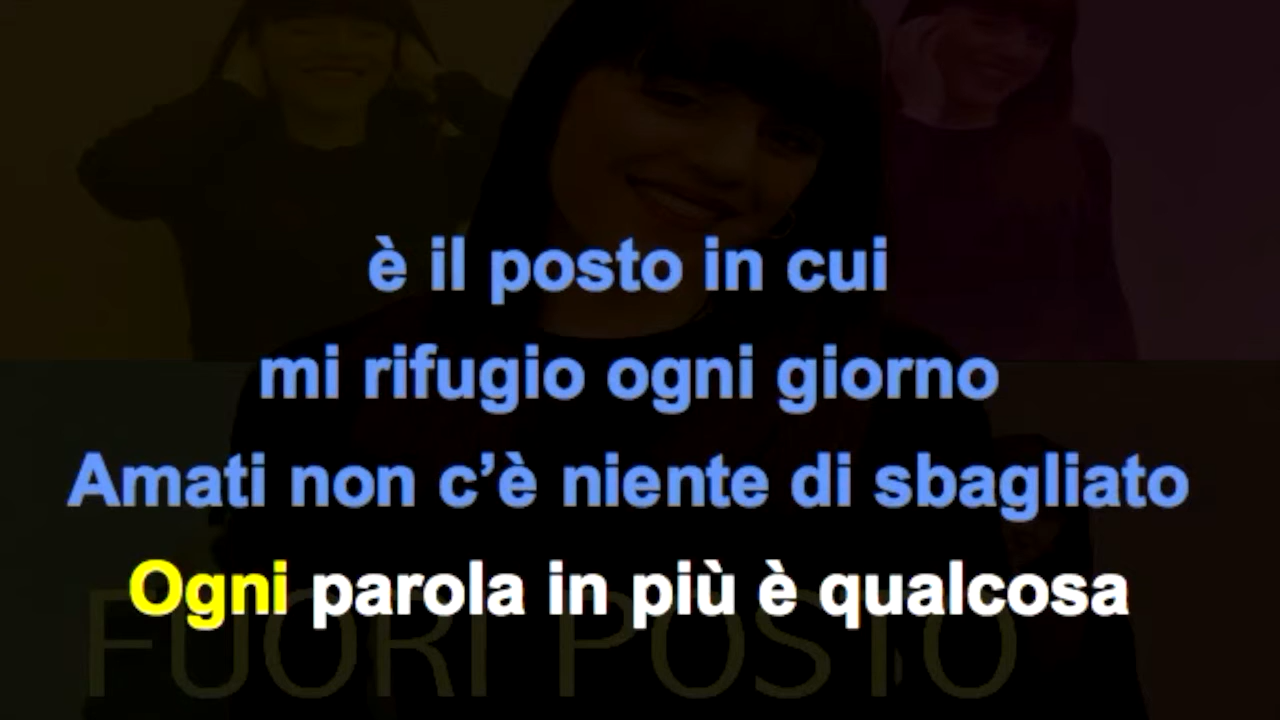 è il posto in cui
mi rifugio ogni giorno
Amati non c’è niente di sbagliato
Ogni parola in più è qualcosa
FUORI POSTO